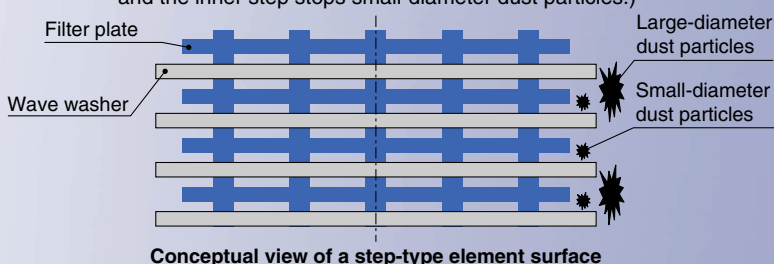 and the inner step stops small-diameter dust particles.)
Filter plate
Large-diameter
dust particles
Wave washer
Small-diameter
dust particles
Conceptual view of a step-type element surface